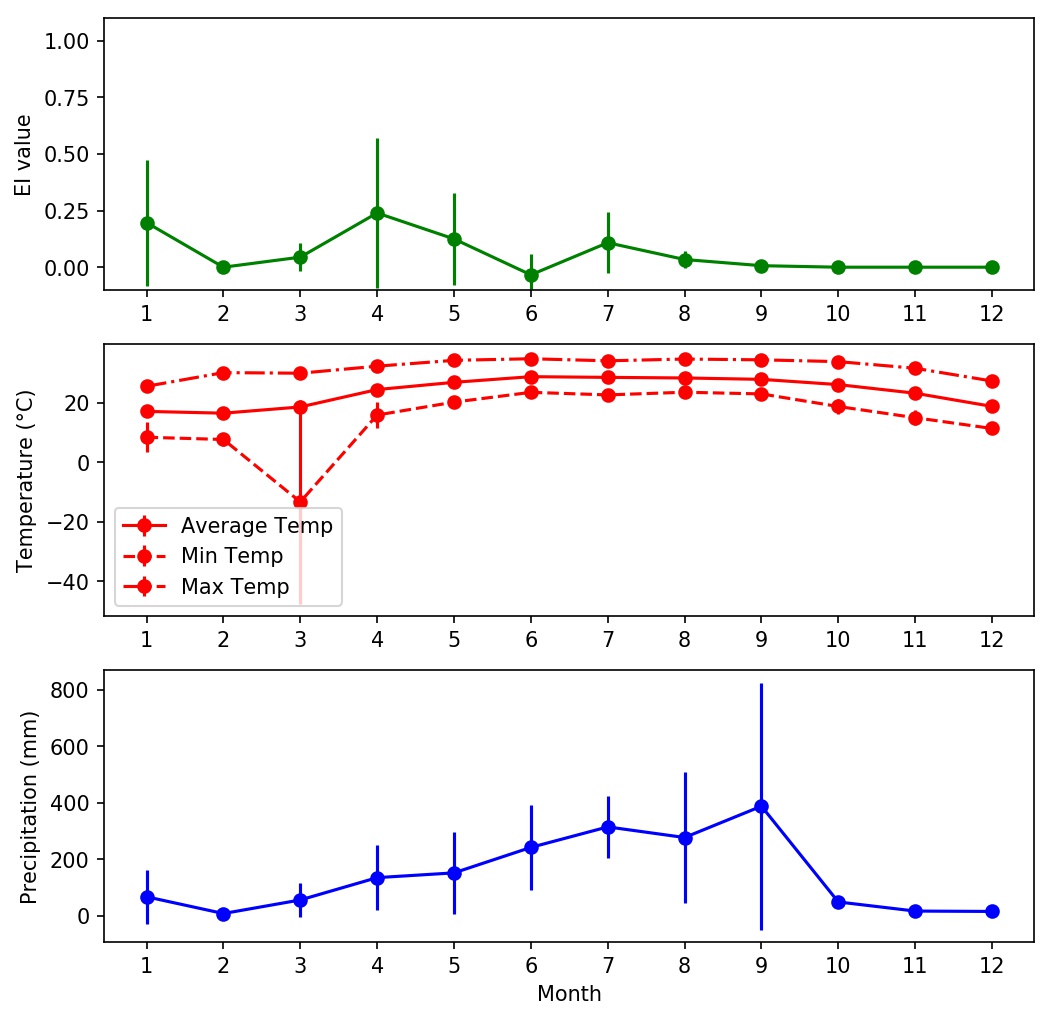 1.00
0.75
0.50
0.25
0.00
EI value
1 2 3 4 5 6 7 8 9 10 11 12
20
0
−20
−40
Temperature (°C)
Average Temp
Min Temp
Max Temp
1 2 3 4 5 6 7 8 9 10 11 12
800
600
400
200
0
Precipitation (mm)
1 2 3 4 5 6 7 8 9 10 11 12
Month